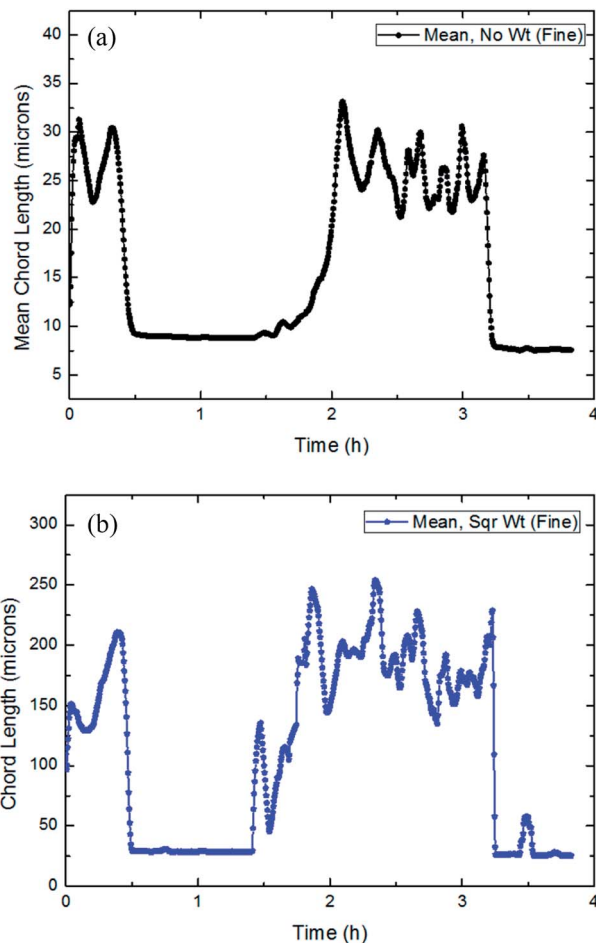 (a)
Mean, No Wt (Fine)
40
35
30
25
20
15
10
5
Mean Chord Length (microns)
0 1 2 3 4
Time (h)
(b)
Mean, Sqr Wt (Fine)
300
250
200
150
100
50
0
Chord Length (microns)
0 1 2 3 4
Time (h)